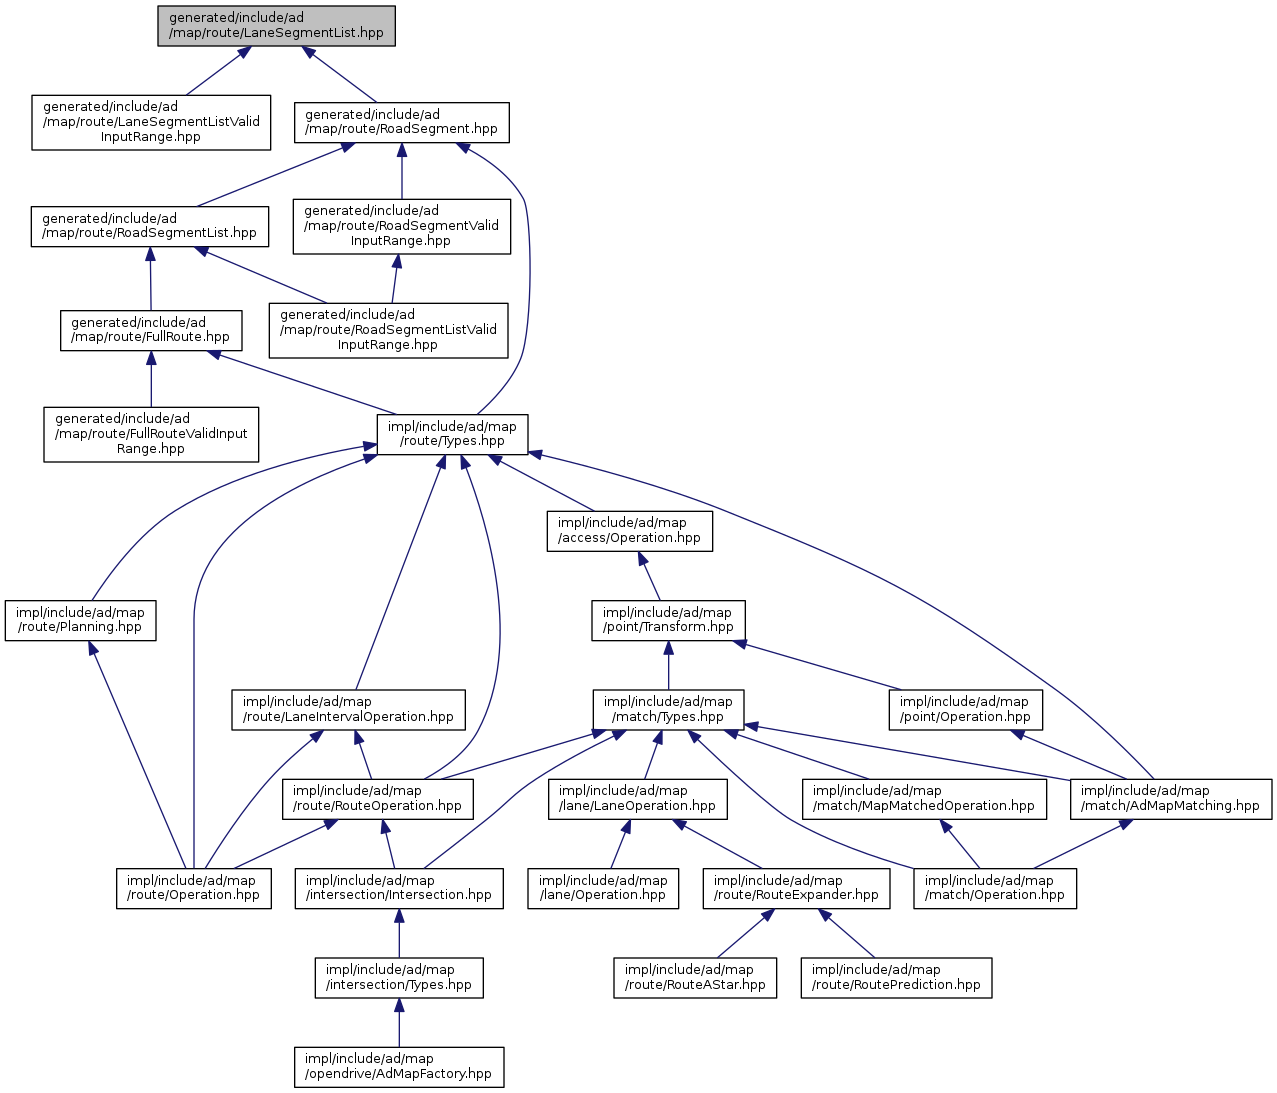 generated/include/ad
/map/route/LaneSegmentList.hpp
generated/include/ad
/map/route/LaneSegmentListValid
InputRange.hpp
generated/include/ad
/map/route/RoadSegment.hpp
generated/include/ad
/map/route/RoadSegmentList.hpp
generated/include/ad
/map/route/RoadSegmentValid
InputRange.hpp
generated/include/ad
/map/route/FullRoute.hpp
generated/include/ad
/map/route/RoadSegmentListValid
InputRange.hpp
generated/include/ad
/map/route/FullRouteValidInput
Range.hpp
impl/include/ad/map
/route/Types.hpp
impl/include/ad/map
/access/Operation.hpp
impl/include/ad/map
/route/Planning.hpp
impl/include/ad/map
/point/Transform.hpp
impl/include/ad/map
/route/LaneIntervalOperation.hpp
impl/include/ad/map
/match/Types.hpp
impl/include/ad/map
/point/Operation.hpp
impl/include/ad/map
/route/RouteOperation.hpp
impl/include/ad/map
/lane/LaneOperation.hpp
impl/include/ad/map
/match/MapMatchedOperation.hpp
impl/include/ad/map
/match/AdMapMatching.hpp
impl/include/ad/map
/route/Operation.hpp
impl/include/ad/map
/intersection/Intersection.hpp
impl/include/ad/map
/lane/Operation.hpp
impl/include/ad/map
/route/RouteExpander.hpp
impl/include/ad/map
/match/Operation.hpp
impl/include/ad/map
/intersection/Types.hpp
impl/include/ad/map
/route/RouteAStar.hpp
impl/include/ad/map
/route/RoutePrediction.hpp
impl/include/ad/map
/opendrive/AdMapFactory.hpp